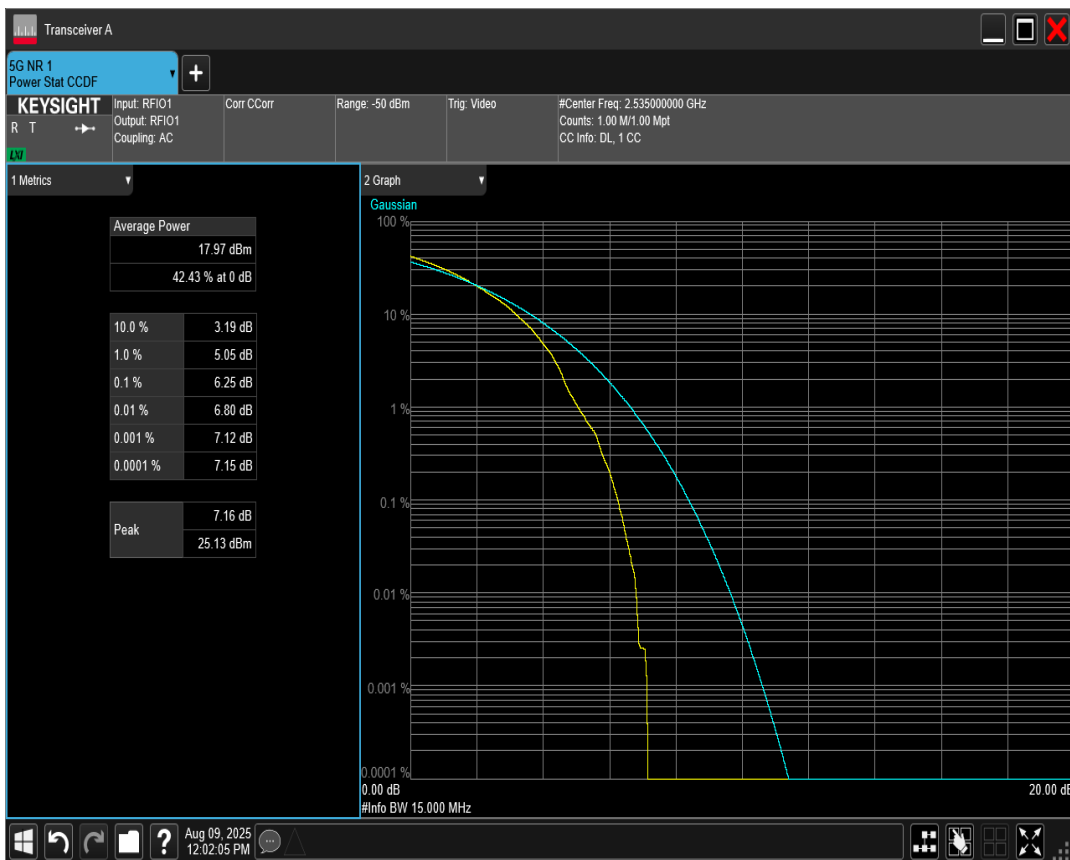 Transceiver A
5G NR 1
Power Stat CCDF
+
KEYSIGHT
R T
LXI
Input: RFIO1
Output: RFIO1
Coupling: AC
Corr CCorr
Range: -50 dBm
Trig: Video
#Center Freq: 2.535000000 GHz
Counts: 1.00 M/1.00 Mpt
CC Info: DL, 1 CC
1 Metrics
Average Power
17.97 dBm
42.43 % at 0 dB
10.0 % 3.19 dB
1.0 % 5.05 dB
0.1 % 6.25 dB
0.01 % 6.80 dB
0.001 % 7.12 dB
0.0001 % 7.15 dB
Peak
7.16 dB
25.13 dBm
2 Graph
Gaussian
100 %
10 %
1 %
0.1 %
0.01 %
0.001 %
0.0001 %
0.00 dB 20.00 dB
#Info BW 15.000 MHz
?
Aug 09, 2025
12:02:05 PM